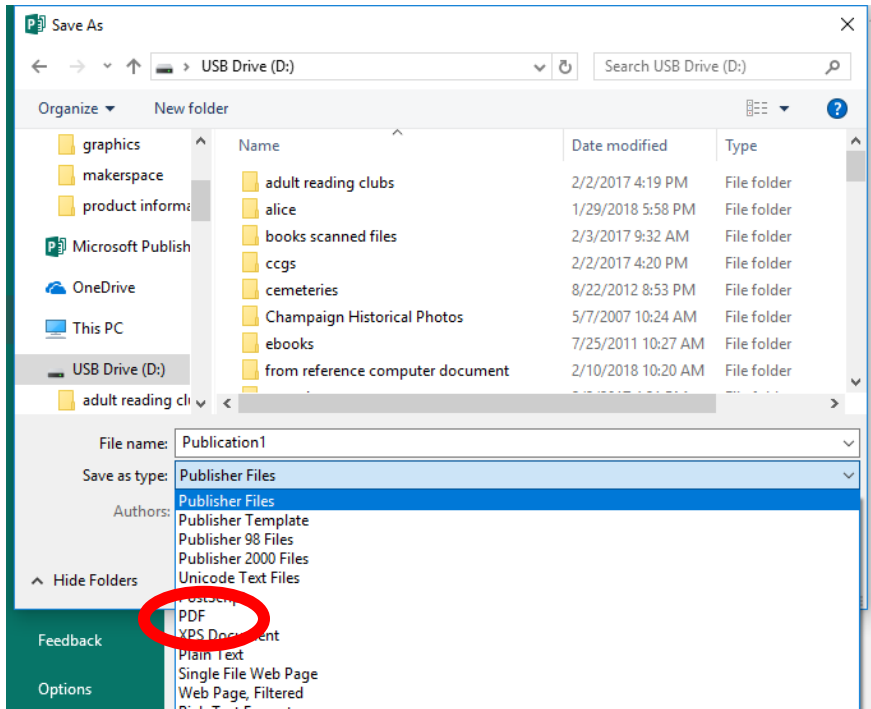 Save As
USB Drive (D:)
Search USB Drive (D:)
Organize
New folder
graphics
makerspace
product informa
Microsoft Publish
OneDrive
This PC
USB Drive (D:)
adult reading clu
Name Date modified Type
adult reading clubs 2/2/2017 4:19 PM File folder
alice 1/29/2018 5:58 PM File folder
books scanned files 2/3/2017 9:32 AM File folder
ccgs 2/2/2017 4:20 PM File folder
cemeteries 8/22/2012 8:53 PM File folder
Champaign Historical Photos 5/7/2007 10:24 AM File folder
ebooks 7/25/2011 10:27 AM File folder
from reference computer document 2/10/2018 10:20 AM File folder
File name: Publication1
Save as type: Publisher Files
Authors:
Publisher Files
Publisher Template
Publisher 98 Files
Publisher 2000 Files
Unicode Text Files
PDF
XPS Document
Plain Text
Single File Web Page
Web Page, Filtered
Hide Folders
Feedback
Options